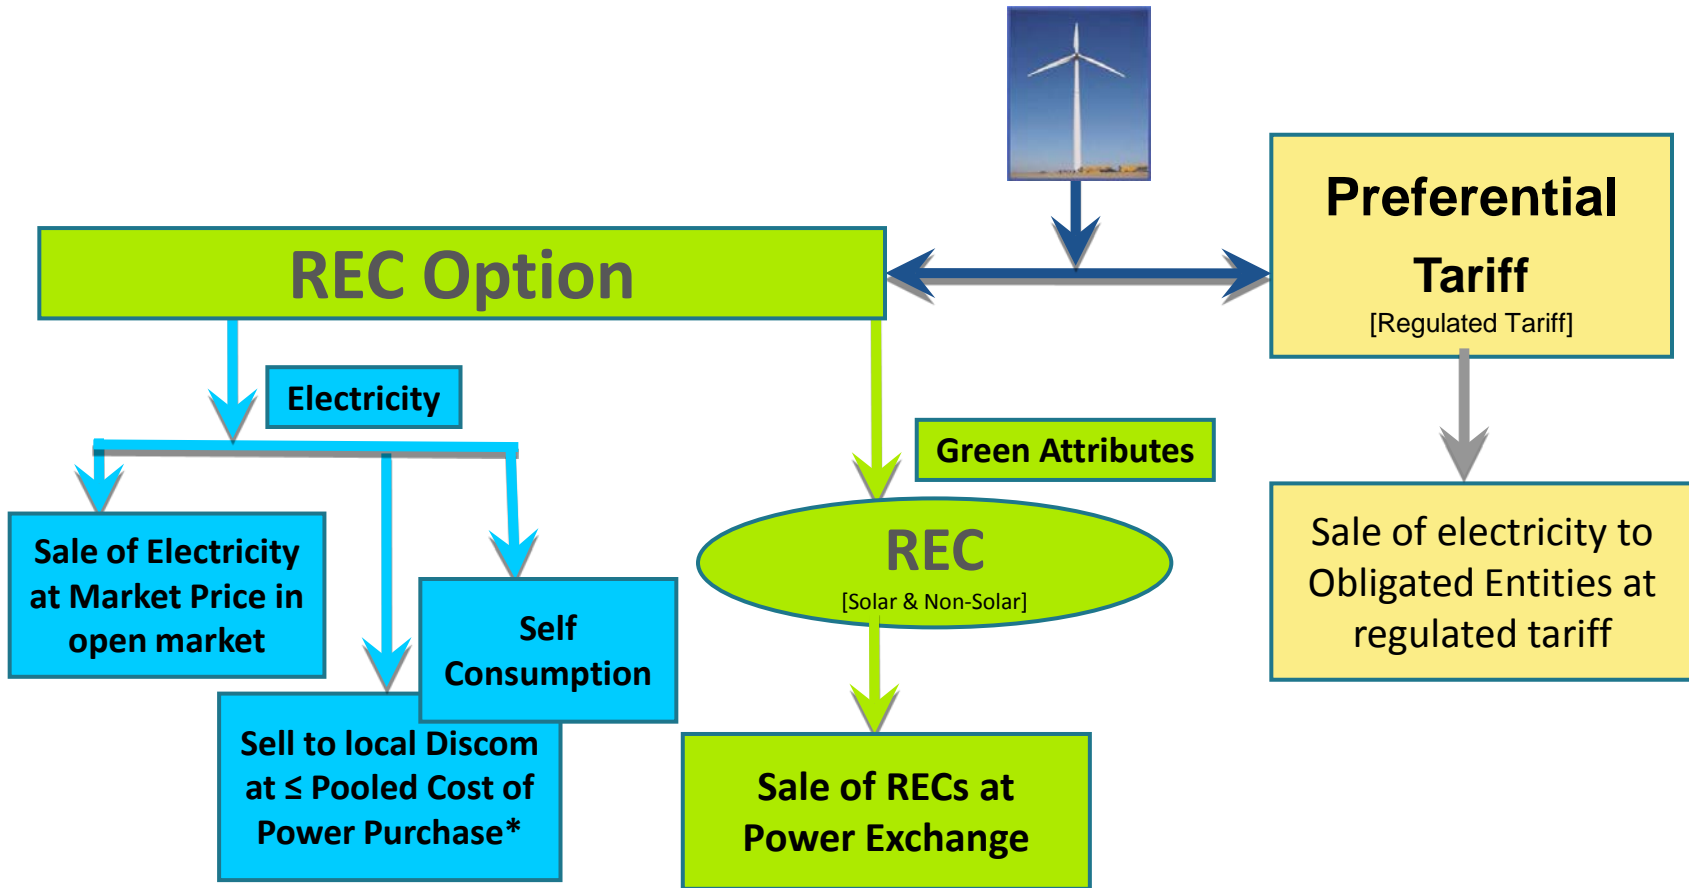 Preferential
Tariff
[Regulated Tariff]
REC Option
Electricity
Green Attributes
Sale of Electricity
at Market Price in
open market
Self
Consumption
Sell to local Discom
at ≤ Pooled Cost of
Power Purchase*
REC
[Solar & Non-Solar]
Sale of RECs at
Power Exchange
Sale of electricity to
Obligated Entities at
regulated tariff